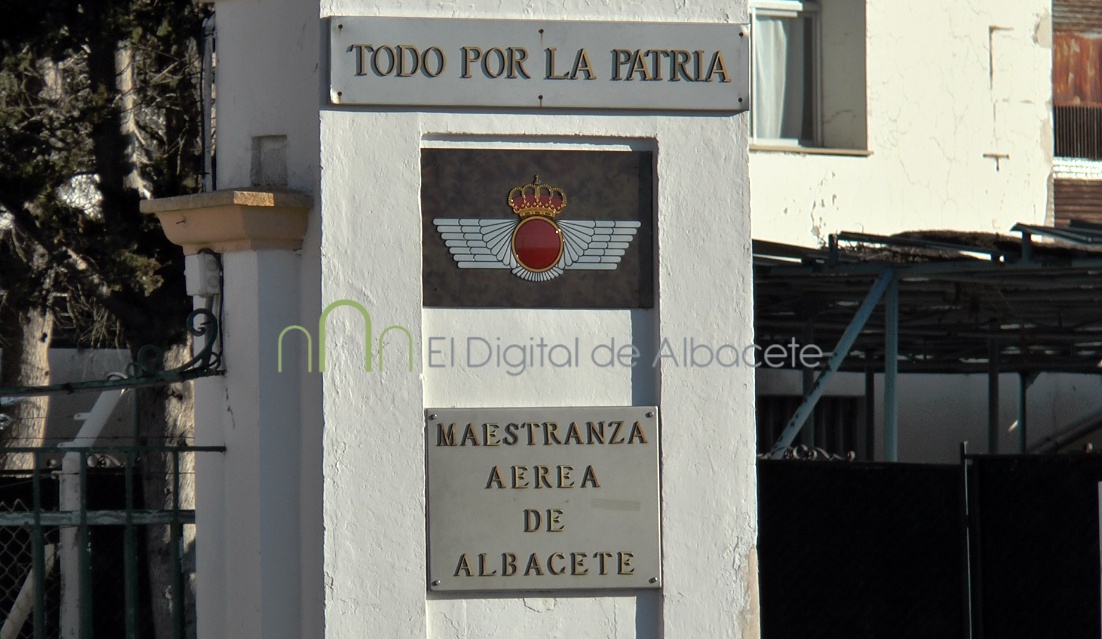 TODO POR LA PATRIA
El Digital de Albacete
MAESTRANZA
AEREA
DE
ALBACETE